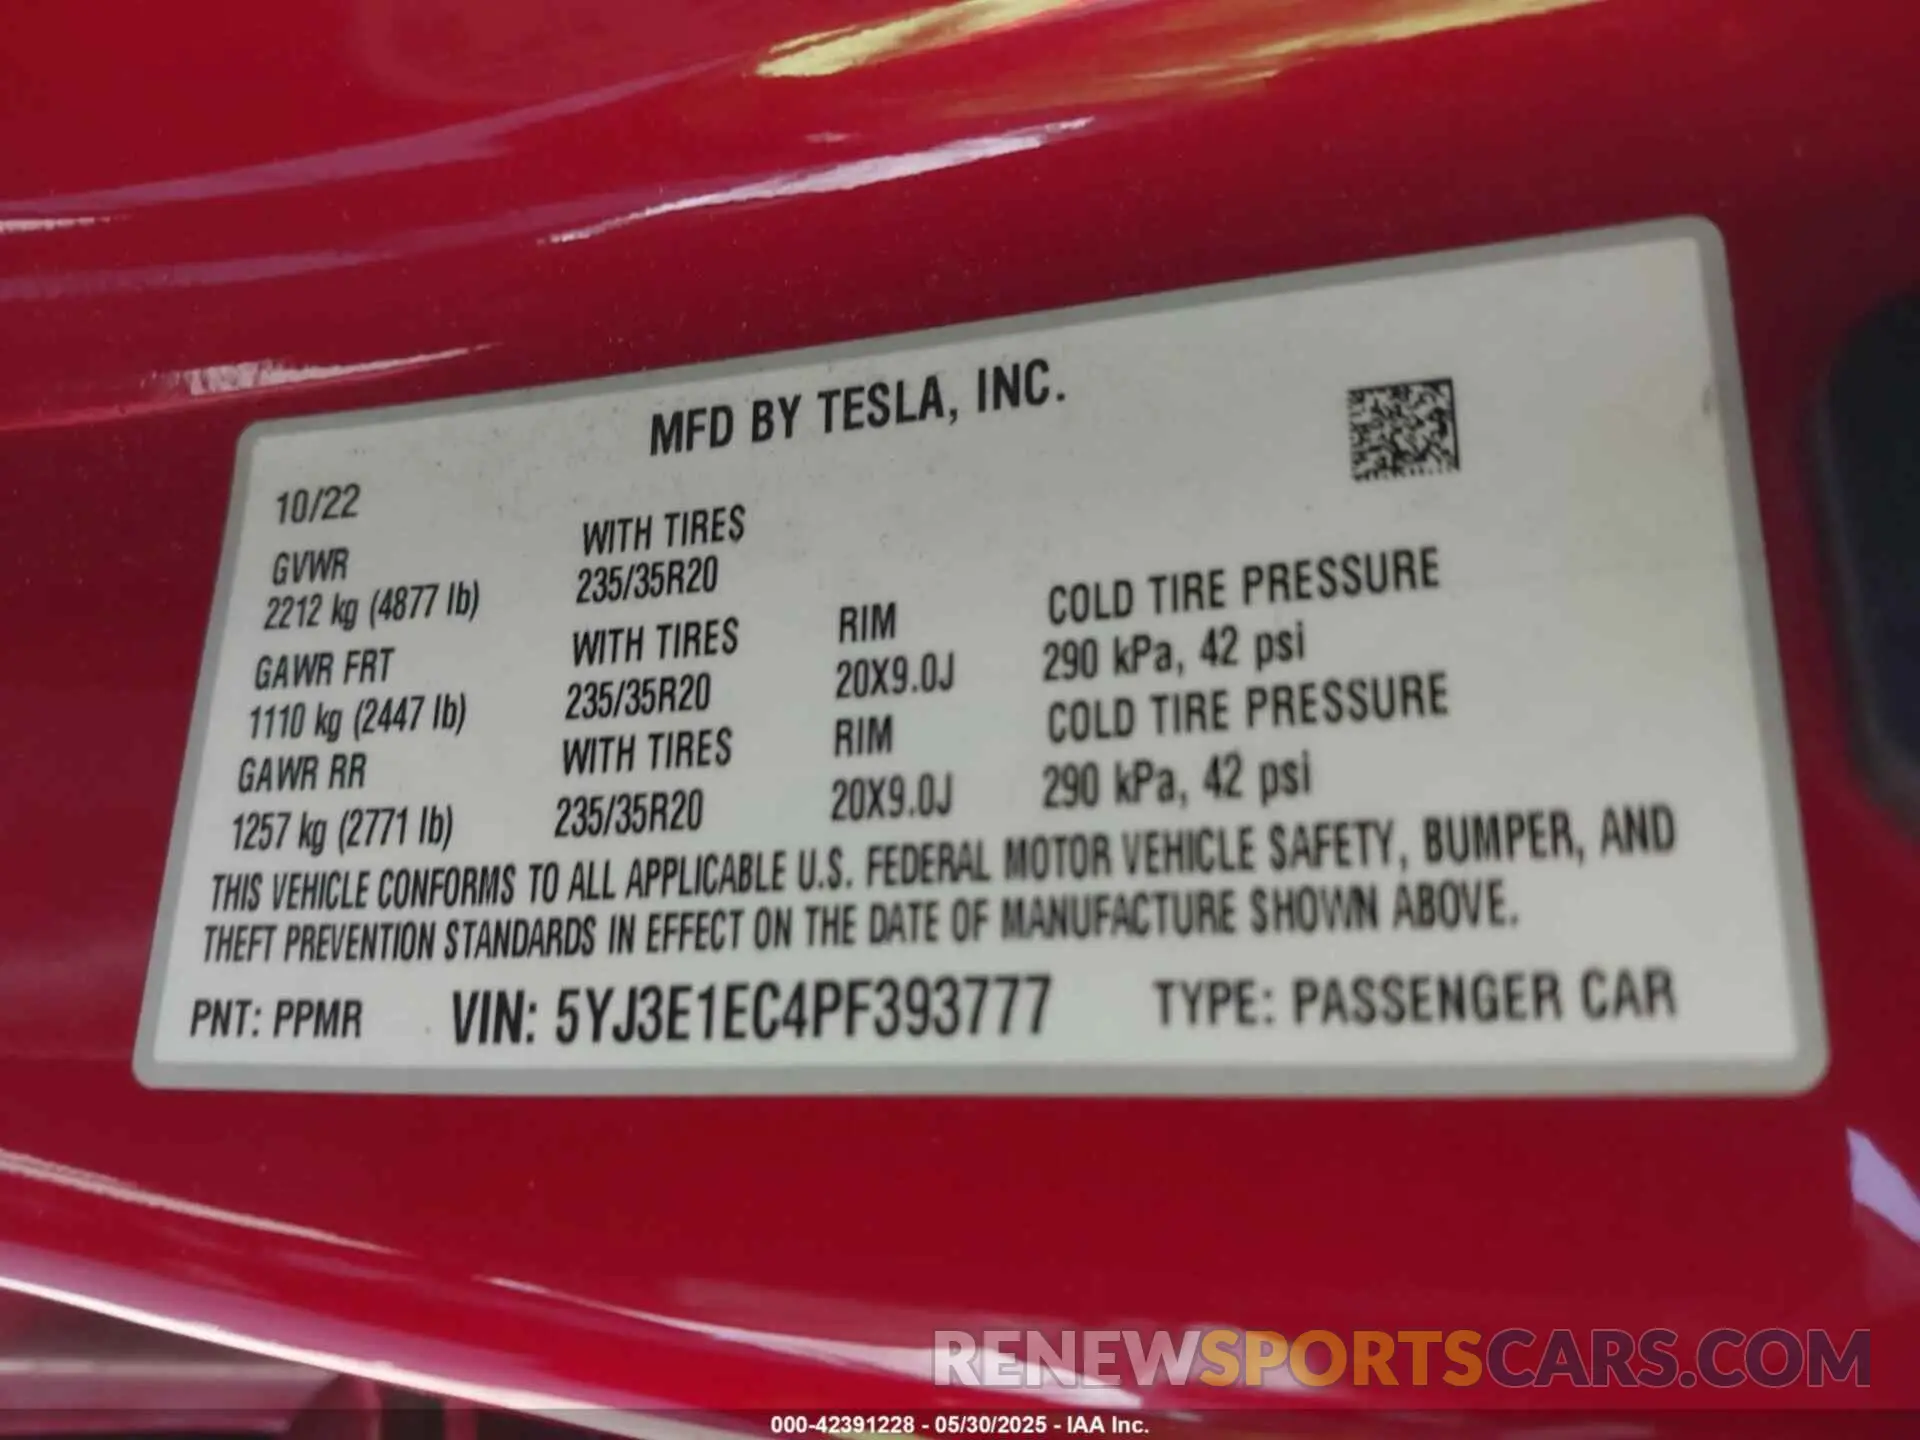 MFD BY TESLA, INC.
10/22
GVWR WITH TIRES
2212 kg (4877 lb) 235/35R20
GAWR FRT WITH TIRES RIM COLD TIRE PRESSURE
1110 kg (2447 lb) 235/35R20 20X9.0J 290 kPa, 42 psi
GAWR RR WITH TIRES RIM COLD TIRE PRESSURE
1257 kg (2771 lb) 235/35R20 20X9.0J 290 kPa, 42 psi
THIS VEHICLE CONFORMS TO ALL APPLICABLE U.S. FEDERAL MOTOR VEHICLE SAFETY, BUMPER, AND
THEFT PREVENTION STANDARDS IN EFFECT ON THE DATE OF MANUFACTURE SHOWN ABOVE.
PNT: PPMR VIN: 5YJ3E1EC4PF393777 TYPE: PASSENGER CAR
RENEWSPORTSCARS.COM
000-42391228 - 05/30/2025 - IAA Inc.